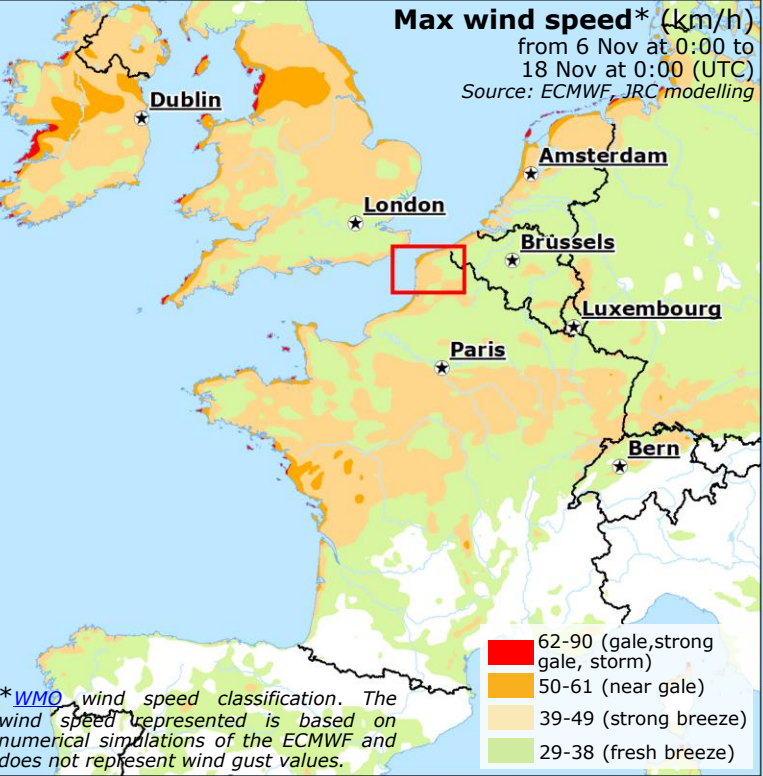 Max wind speed* (km/h)
from 6 Nov at 0:00 to
18 Nov at 0:00 (UTC)
Source: ECMWF, JRC modelling
Dublin
Amsterdam
London
Brussels
Luxembourg
Paris
Bern
62-90 (gale,strong
gale, storm)
50-61 (near gale)
39-49 (strong breeze)
29-38 (fresh breeze)
*WMO wind speed classification. The
wind speed represented is based on
numerical simulations of the ECMWF and
does not represent wind gust values.